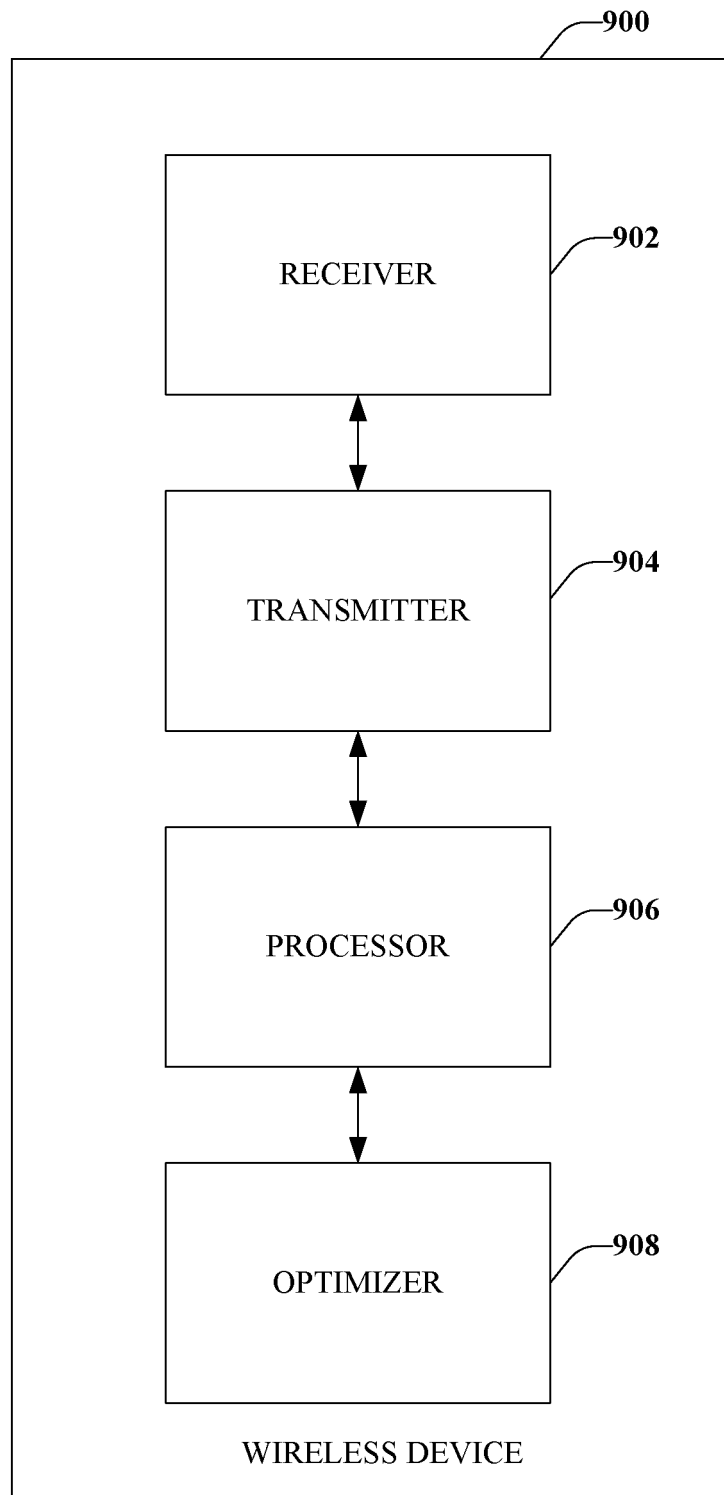 900
RECEIVER
902
TRANSMITTER
904
PROCESSOR
906
OPTIMIZER
908
WIRELESS DEVICE